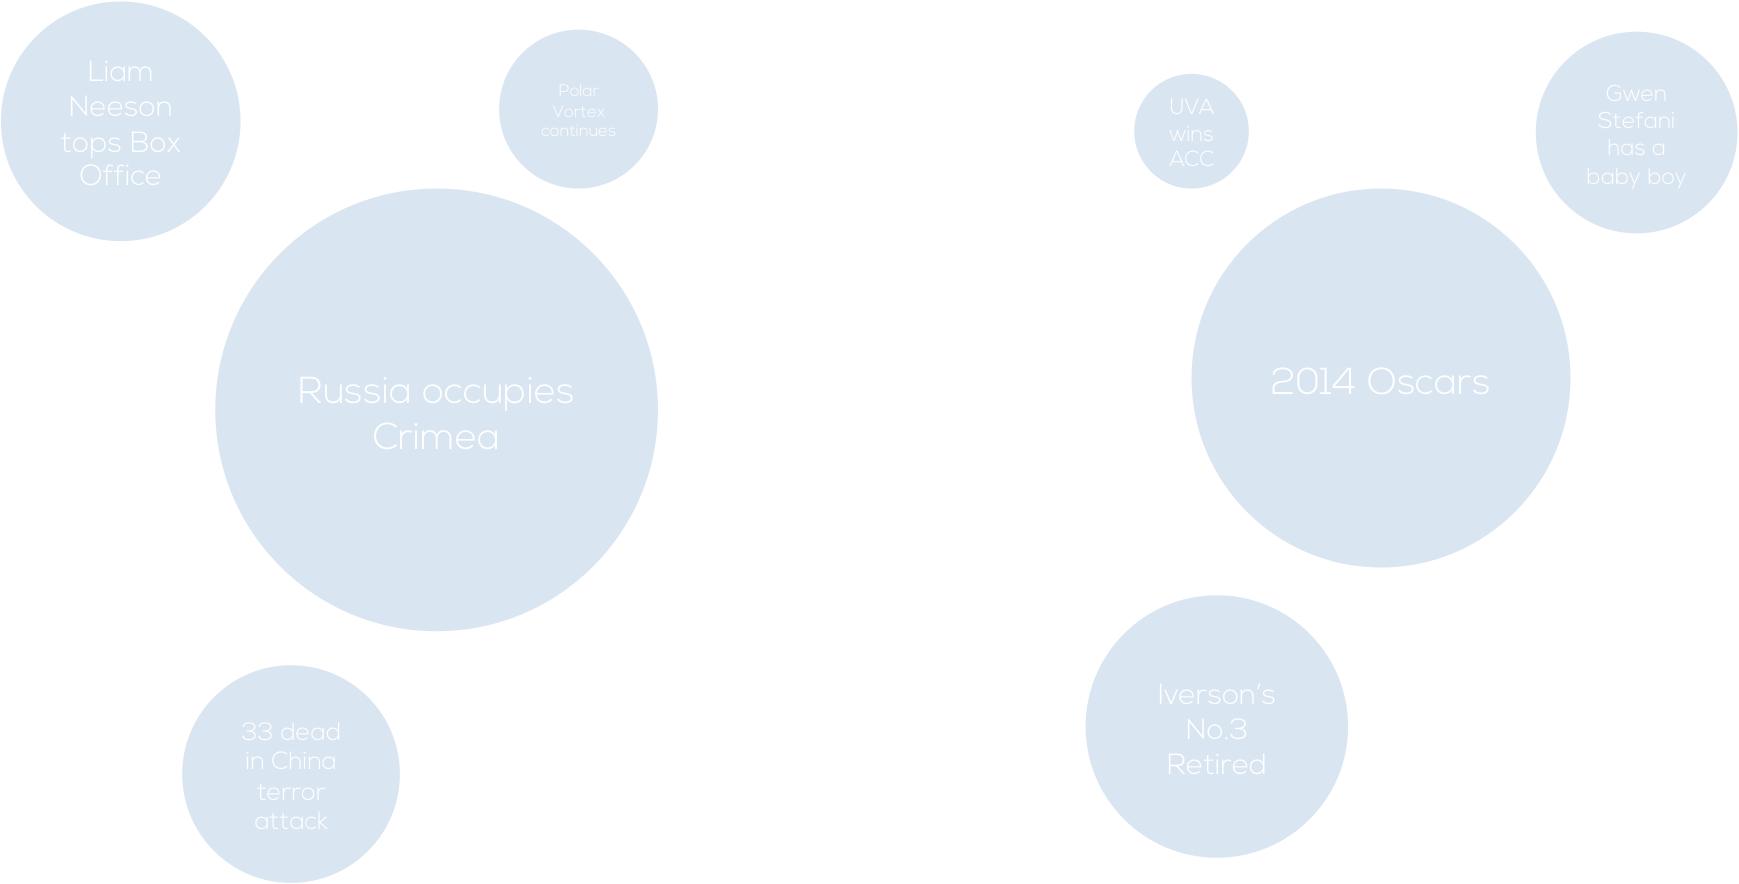 Liam
Neeson
tops Box
Office
Polar
Vortex
continues
UVA
wins
ACC
Gwen
Stefani
has a
baby boy
Russia occupies
Crimea
2014 Oscars
33 dead
in China
terror
attack
Iverson's
No.3
Retired